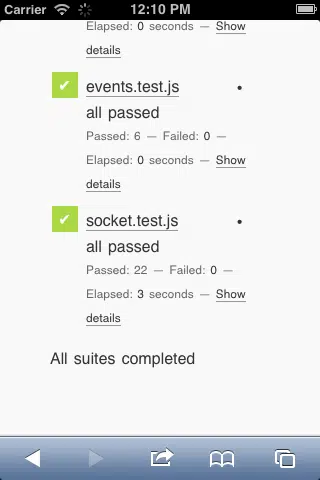 Carrier 12:10 PM
Elapsed: 0 seconds — Show
details
✔ events.test.js •
all passed
Passed: 6 — Failed: 0 —
Elapsed: 0 seconds — Show
details
✔ socket.test.js •
all passed
Passed: 22 — Failed: 0 —
Elapsed: 3 seconds — Show
details
All suites completed